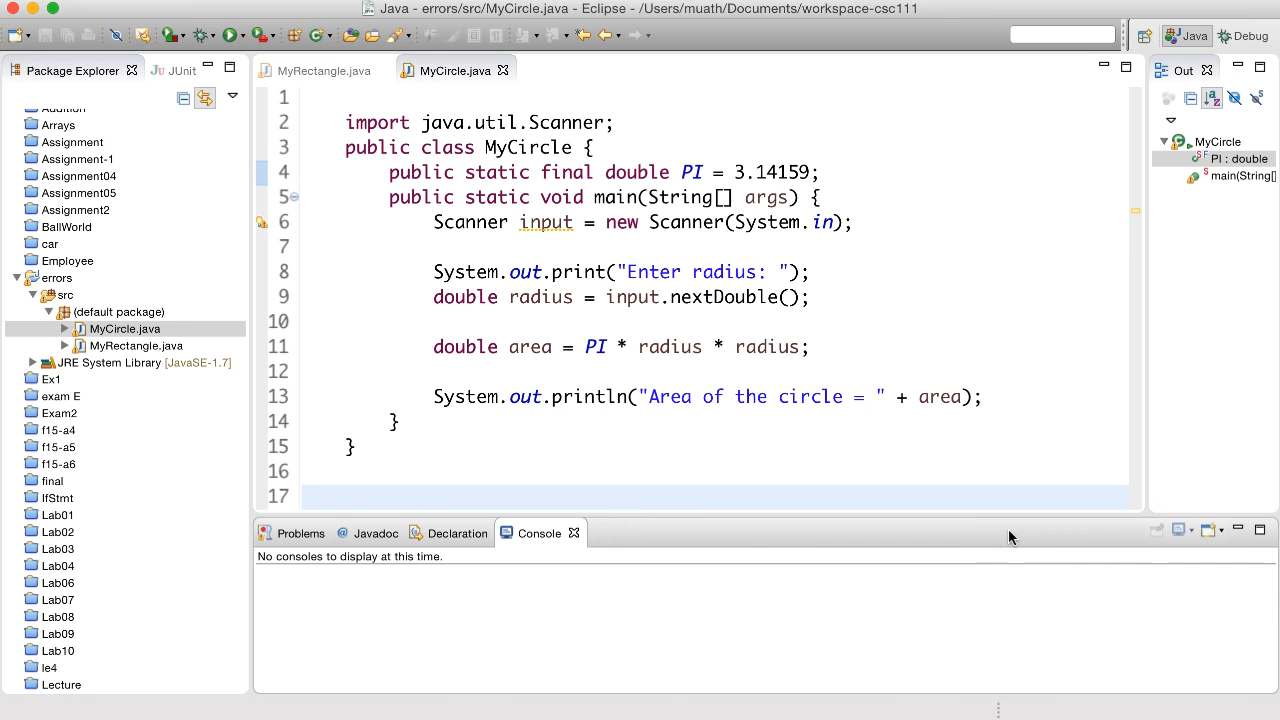 Java - errors/src/MyCircle.java - Eclipse - /Users/muath/Documents/workspace-csc111
Java
Debug
Package Explorer
JUnit
Addition
Arrays
Assignment
Assignment-1
Assignment04
Assignment05
Assignment2
BallWorld
car
Employee
errors
src
(default package)
MyCircle.java
MyRectangle.java
JRE System Library [JavaSE-1.7]
Ex1
exam E
Exam2
f15-a4
f15-a5
f15-a6
final
IfStmt
Lab01
Lab02
Lab03
Lab04
Lab06
Lab07
Lab08
Lab09
Lab10
le4
Lecture
MyRectangle.java
MyCircle.java
1
2 import java.util.Scanner;
3 public class MyCircle {
4 public static final double PI = 3.14159;
5 public static void main(String[] args) {
6 Scanner input = new Scanner(System.in);
7
8 System.out.print("Enter radius: ");
9 double radius = input.nextDouble();
10
11 double area = PI * radius * radius;
12
13 System.out.println("Area of the circle = " + area);
14 }
15 }
16
17
Out
MyCircle
PI : double
main(String[]
Problems
Javadoc
Declaration
Console
No consoles to display at this time.